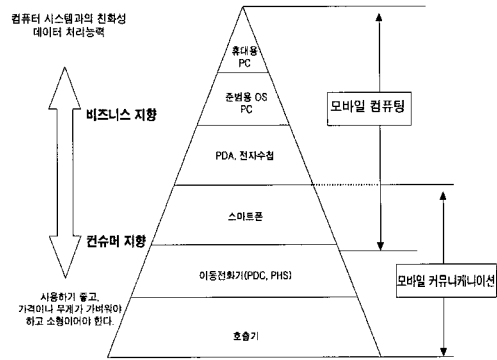 컴퓨터 시스템과의 친화성
데이터 처리능력
비즈니스 지향
컨슈머 지향
사용하기 좋고,
가격이나 무게가 가벼워야
하고 소형이어야 한다.
휴대용
PC
준범용 OS
PC
PDA, 전자수첩
스마트폰
이동전화기(PDC, PHS)
호출기
모바일 컴퓨팅
모바일 커뮤니케니이션